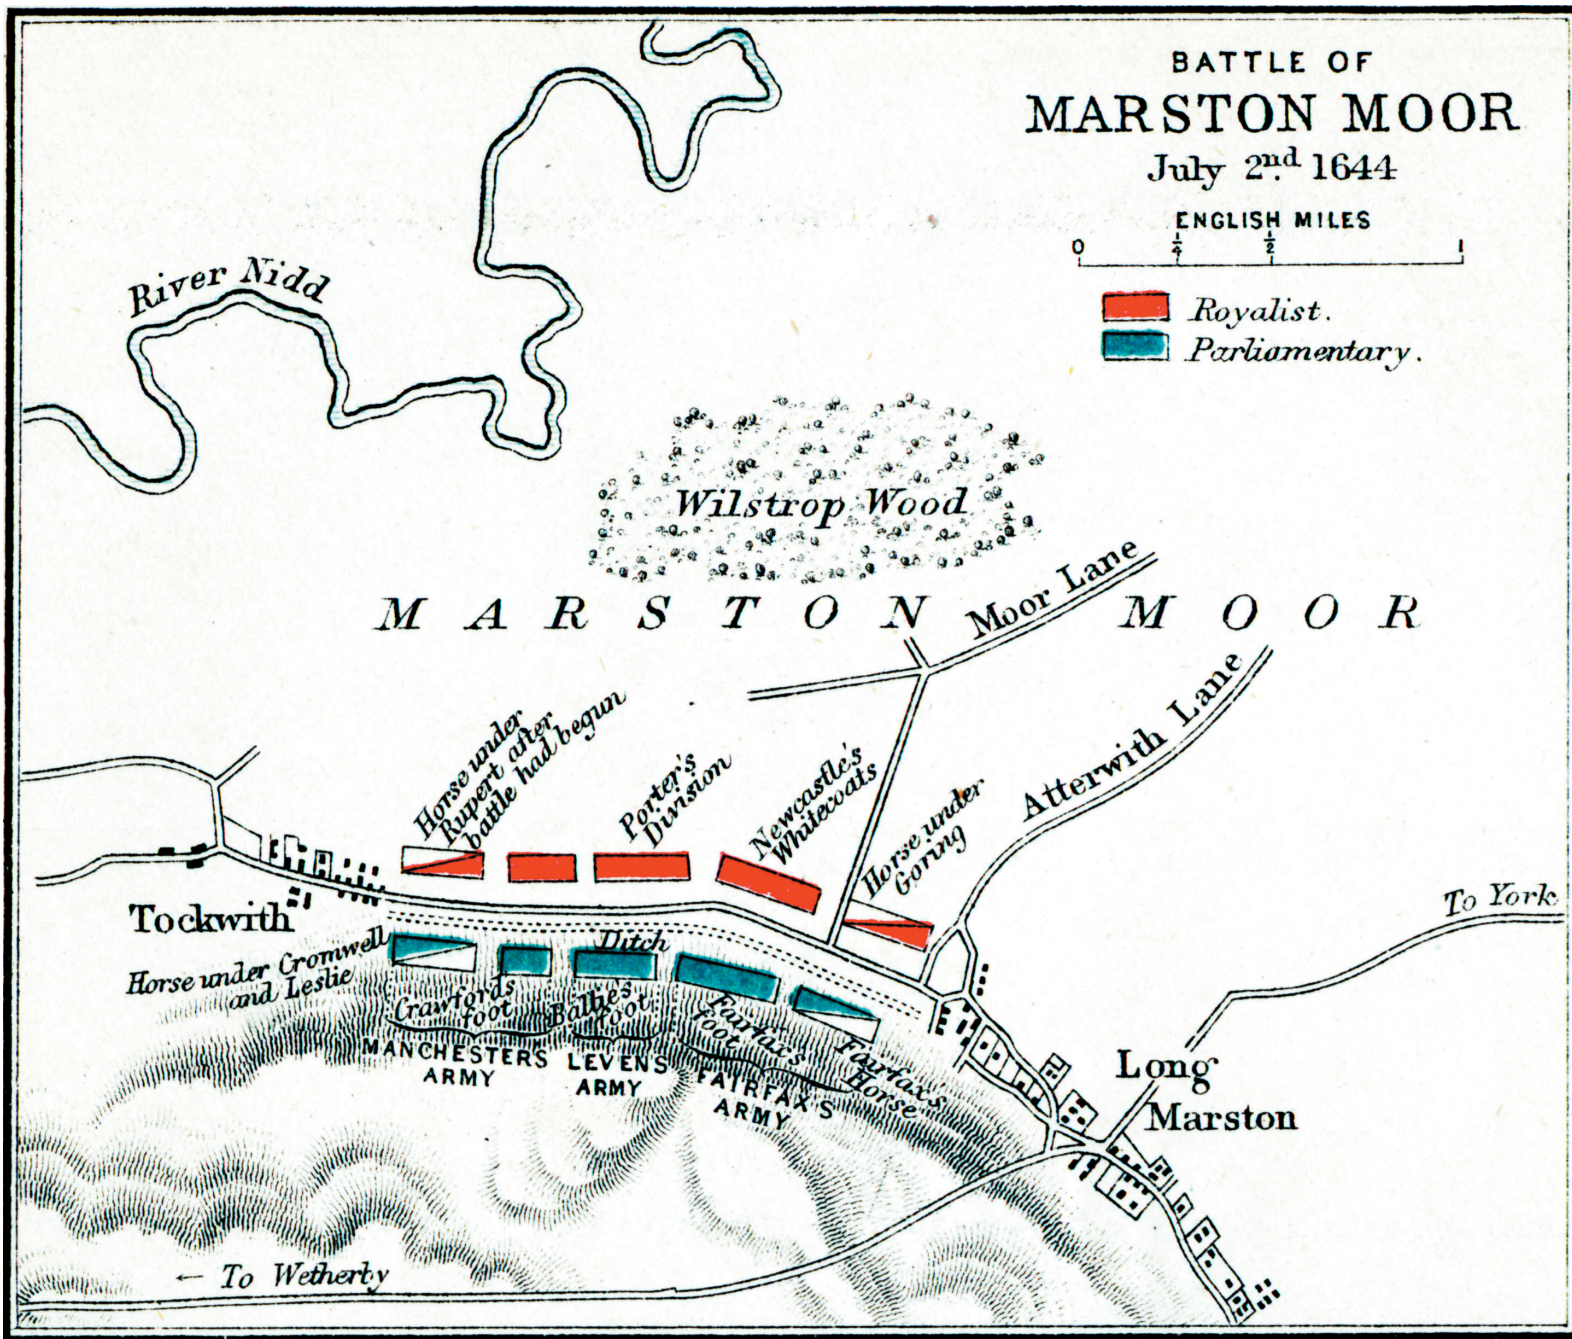 BATTLE OF
MARSTON MOOR
July 2nd. 1644
ENGLISH MILES
0 1/4 1/2 1
Royalist.
Parliamentary.
River Nidd
Wilstrop Wood
MARSTON MOOR
Moor Lane
Atterwith Lane
Horse under
Rupert after
battle had begun
Porter's
Division
Newcastle's
Whitecoats
Horse under
Goring
To York
Tockwith
Ditch
Horse under Cromwell
and Leslie
Crawfords
foot
Ballies
foot
Fairfax's
foot
Fairfax's
Horse
MANCHESTERS
ARMY
LEVENS
ARMY
FAIRFAX'S
ARMY
Long
Marston
← To Wetherby